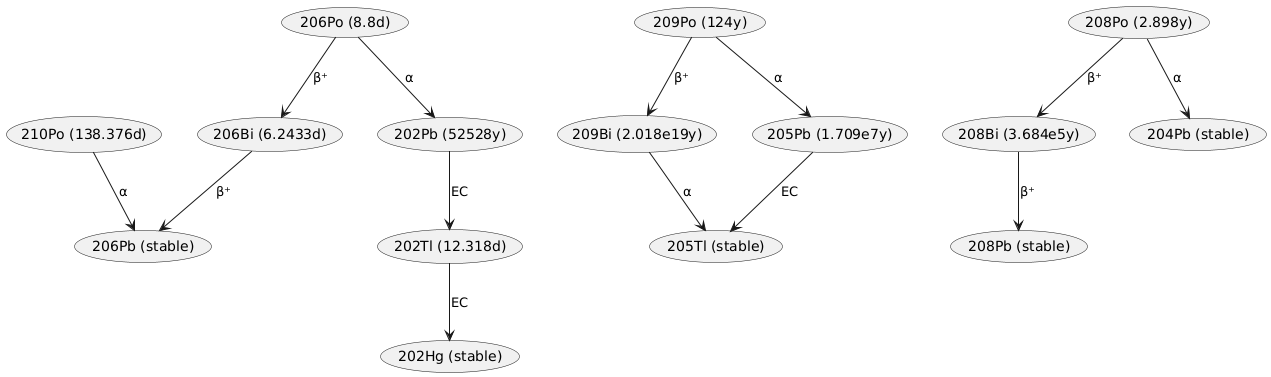 206Po (8.8d)
209Po (124y)
208Po (2.898y)
β⁺
α
β⁺
α
β⁺
α
210Po (138.376d)
206Bi (6.2433d)
202Pb (52528y)
209Bi (2.018e19y)
205Pb (1.709e7y)
208Bi (3.684e5y)
204Pb (stable)
α
β⁺
EC
α
EC
β⁺
206Pb (stable)
202Tl (12.318d)
205Tl (stable)
208Pb (stable)
EC
202Hg (stable)